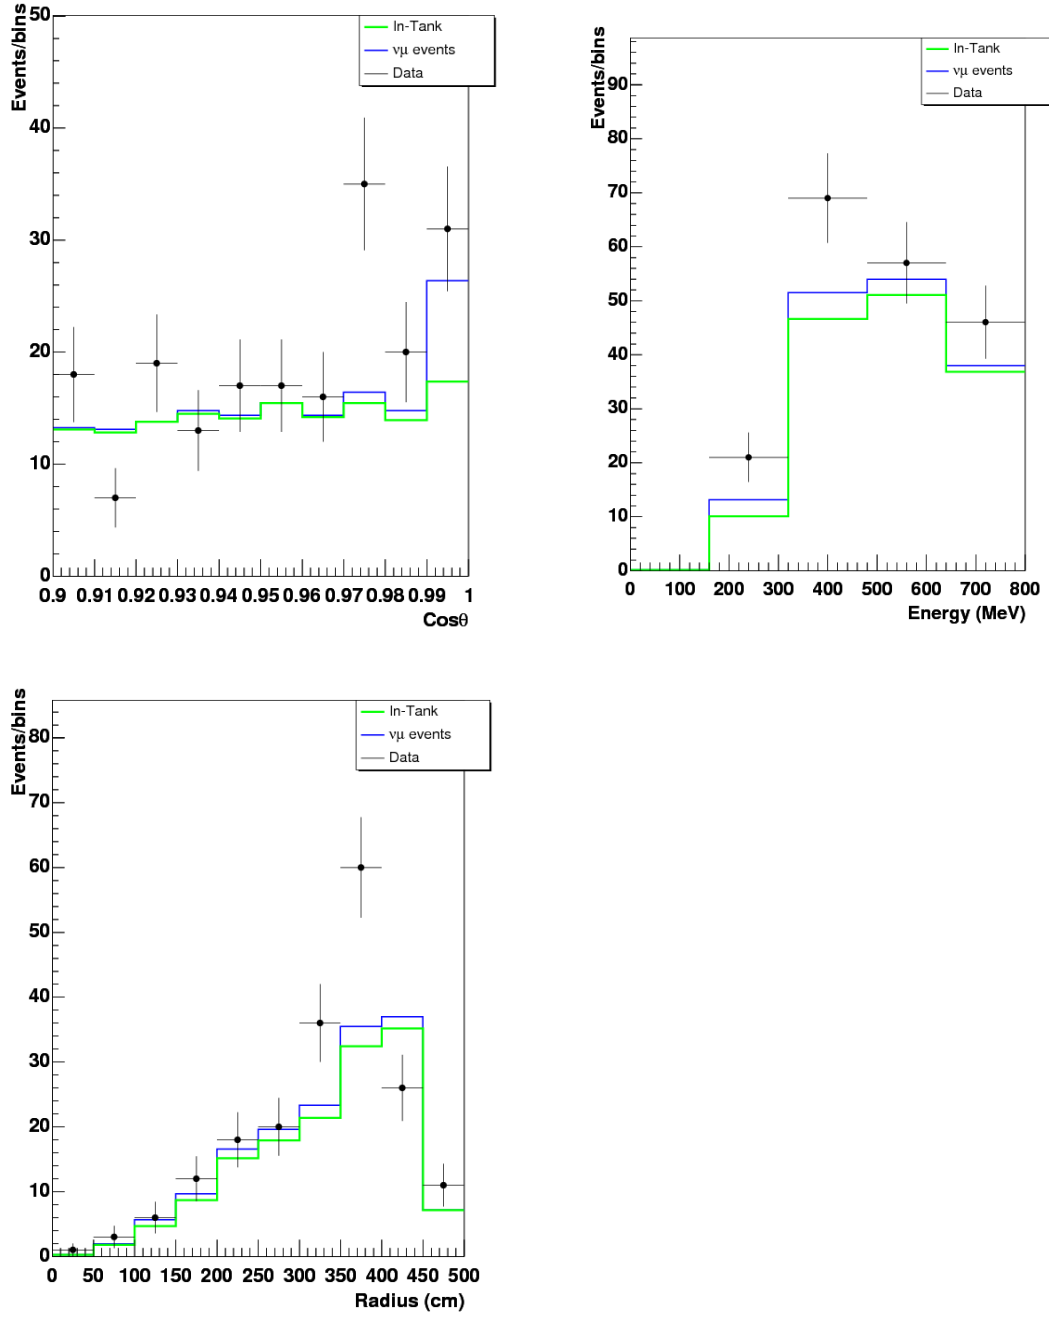 Events/bins
50
40
30
20
10
0
In-Tank
νμ events
Data
0.9 0.91 0.92 0.93 0.94 0.95 0.96 0.97 0.98 0.99 1
Cosθ
Events/bins
90
80
70
60
50
40
30
20
10
0
In-Tank
νμ events
Data
0 100 200 300 400 500 600 700 800
Energy (MeV)
Events/bins
80
70
60
50
40
30
20
10
0
In-Tank
νμ events
Data
0 50 100 150 200 250 300 350 400 450 500
Radius (cm)